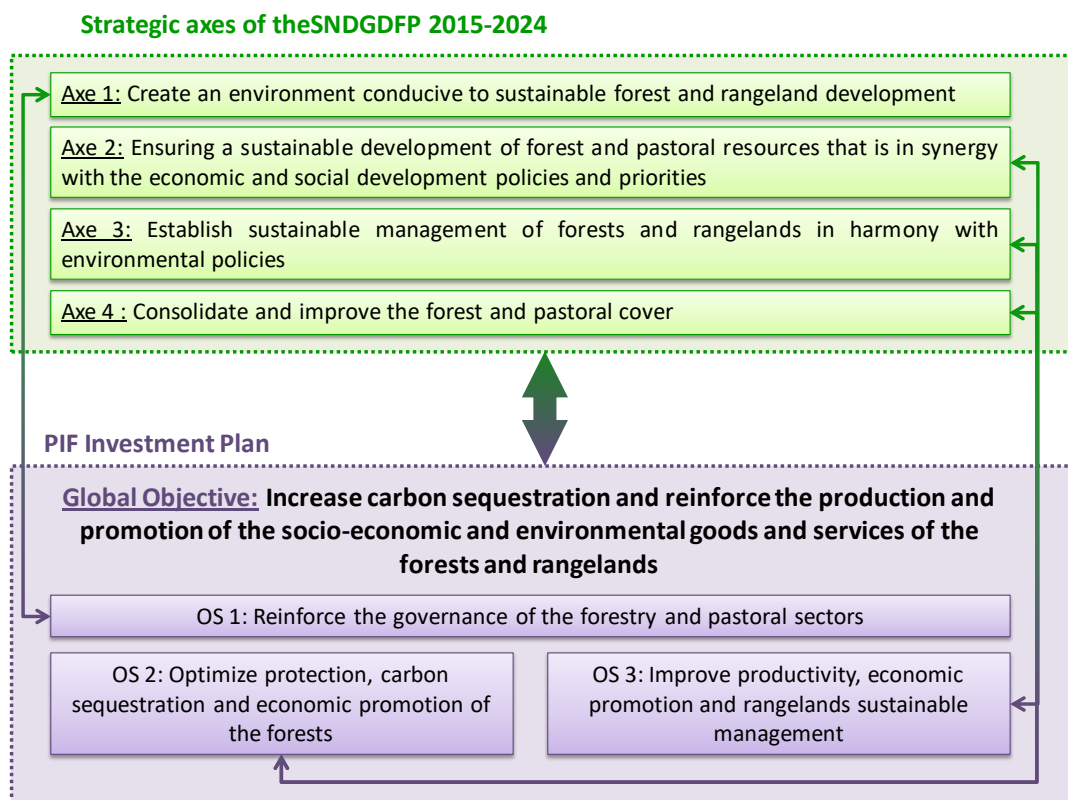 Strategic axes of theSNDGDFP 2015-2024
Axe 1: Create an environment conducive to sustainable forest and rangeland development
Axe 2: Ensuring a sustainable development of forest and pastoral resources that is in synergy
with the economic and social development policies and priorities
Axe 3: Establish sustainable management of forests and rangelands in harmony with
environmental policies
Axe 4 : Consolidate and improve the forest and pastoral cover
PIF Investment Plan
Global Objective: Increase carbon sequestration and reinforce the production and
promotion of the socio-economic and environmental goods and services of the
forests and rangelands
OS 1: Reinforce the governance of the forestry and pastoral sectors
OS 2: Optimize protection, carbon
sequestration and economic promotion of
the forests
OS 3: Improve productivity, economic
promotion and rangelands sustainable
management